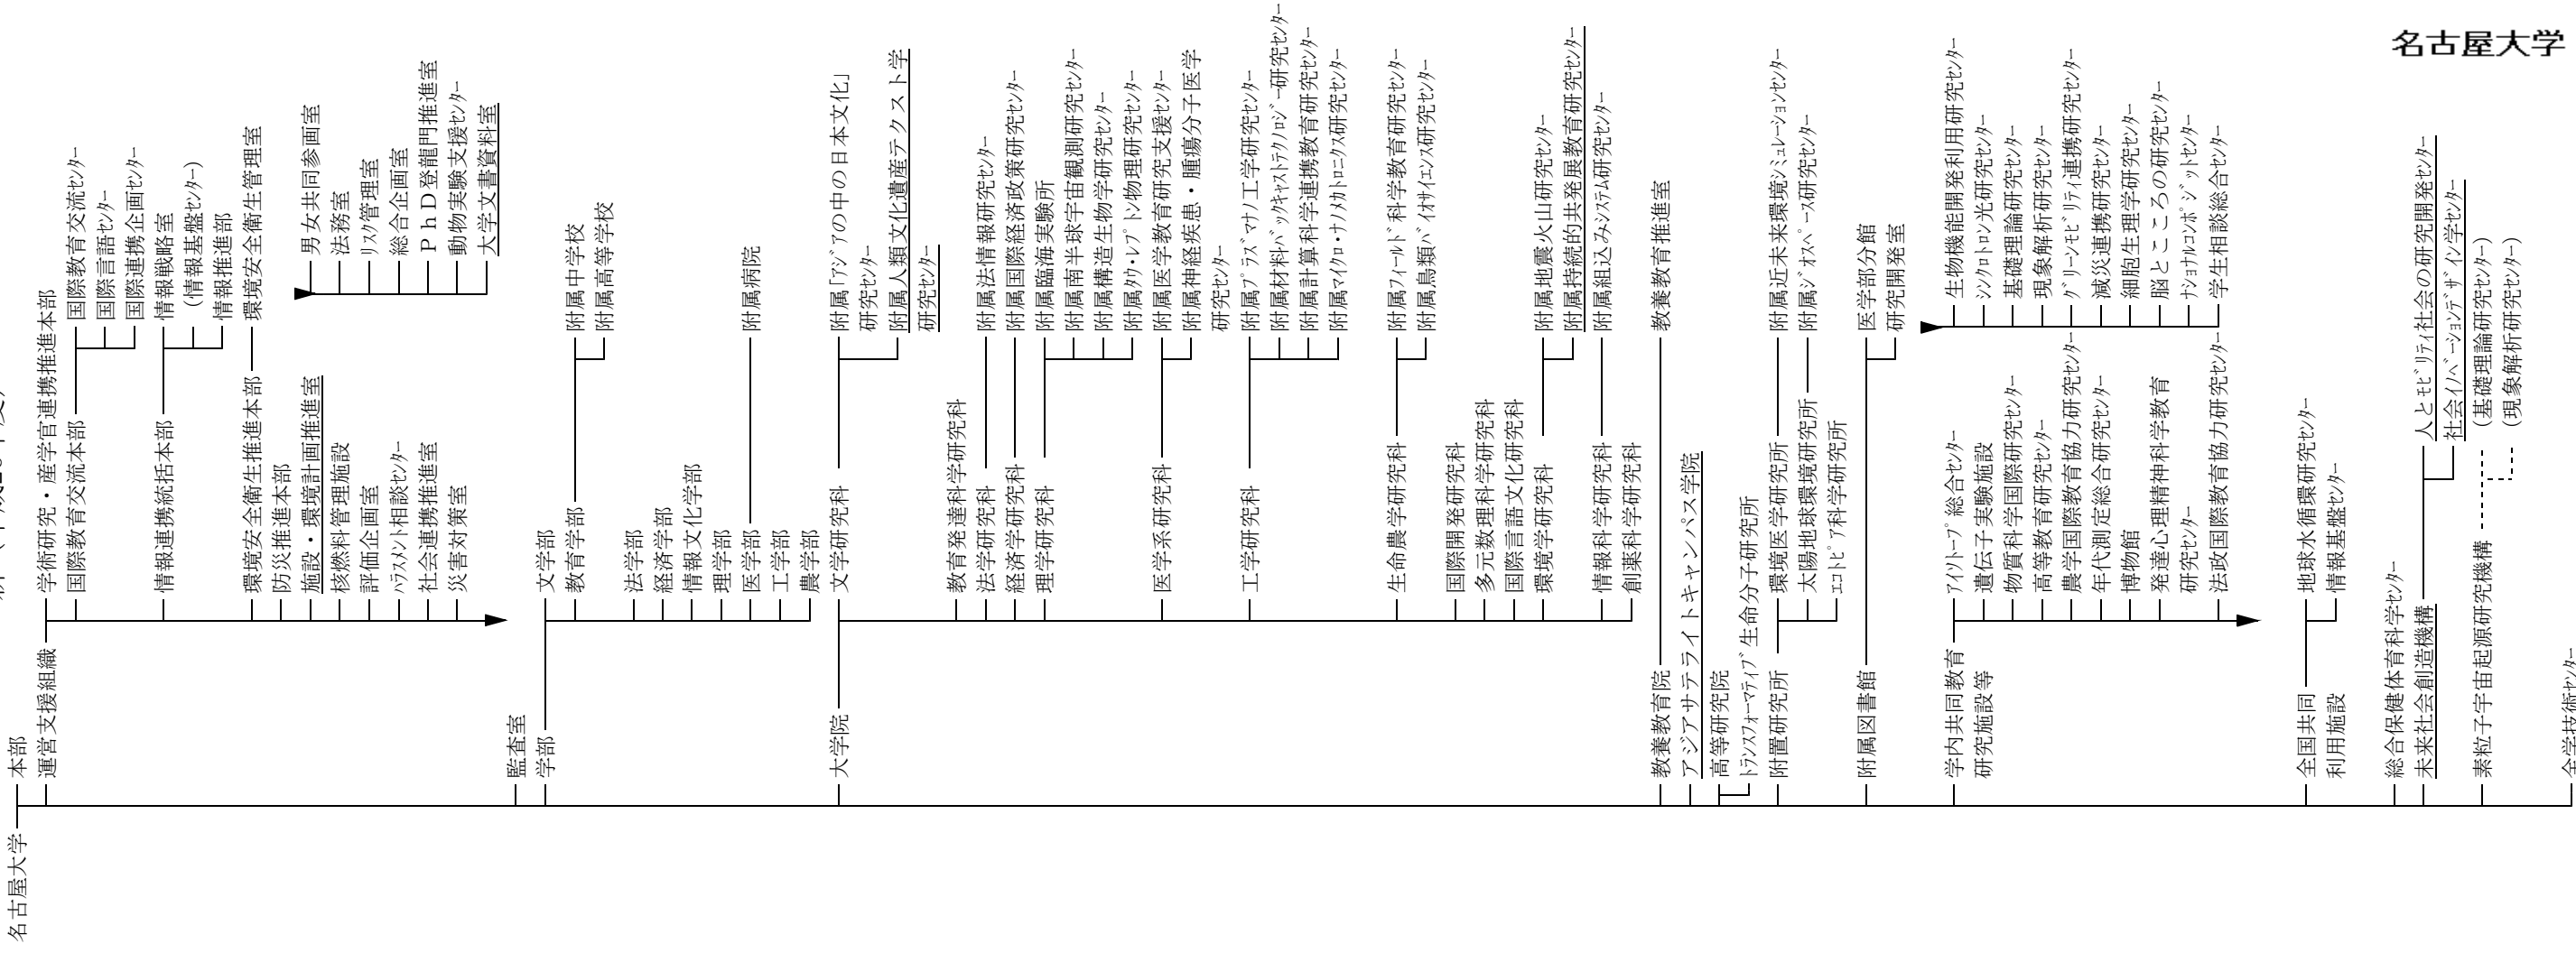 名古屋大学
名古屋大学
本部
運営支援組織
学術研究・産学官連携推進本部
国際教育交流本部
国際教育交流ｾﾝﾀｰ
国際言語ｾﾝﾀｰ
国際連携企画ｾﾝﾀｰ
情報連携統括本部
情報戦略室
(情報基盤ｾﾝﾀｰ)
情報推進部
環境安全衛生推進本部
環境安全衛生管理室
防災推進本部
施設・環境計画推進室
核燃料管理施設
評価企画室
ﾊﾗｽﾒﾝﾄ相談ｾﾝﾀｰ
社会連携推進室
災害対策室
男女共同参画室
法務室
ﾘｽｸ管理室
総合企画室
ＰｈＤ登龍門推進室
動物実験支援ｾﾝﾀｰ
大学文書資料室
監査室
学部
文学部
教育学部
附属中学校
附属高等学校
法学部
経済学部
情報文化学部
理学部
医学部
附属病院
工学部
農学部
大学院
文学研究科
附属｢ｱｼﾞｱの中の日本文化｣
研究ｾﾝﾀｰ
附属人類文化遺産テクスト学
研究ｾﾝﾀｰ
教育発達科学研究科
法学研究科
附属法情報研究ｾﾝﾀｰ
経済学研究科
附属国際経済政策研究ｾﾝﾀｰ
理学研究科
附属臨海実験所
附属南半球宇宙観測研究ｾﾝﾀｰ
附属構造生物学研究ｾﾝﾀｰ
附属ﾀｳ･ﾚﾌﾟﾄﾝ物理研究ｾﾝﾀｰ
医学系研究科
附属医学教育研究支援ｾﾝﾀｰ
附属神経疾患・腫瘍分子医学
研究ｾﾝﾀｰ
工学研究科
附属ﾌﾟﾗｽﾞﾏﾅﾉ工学研究ｾﾝﾀｰ
附属材料ﾊﾞｯｸｷｬｽﾄﾃｸﾉﾛｼﾞｰ研究ｾﾝﾀｰ
附属計算科学連携教育研究ｾﾝﾀｰ
附属ﾏｲｸﾛ・ﾅﾉﾒｶﾄﾛﾆｸｽ研究ｾﾝﾀｰ
生命農学研究科
附属ﾌｨｰﾙﾄﾞ科学教育研究ｾﾝﾀｰ
附属鳥類ﾊﾞｲｵｻｲｴﾝｽ研究ｾﾝﾀｰ
国際開発研究科
多元数理科学研究科
国際言語文化研究科
環境学研究科
附属地震火山研究ｾﾝﾀｰ
附属持続的共発展教育研究ｾﾝﾀｰ
情報科学研究科
附属組込みｼｽﾃﾑ研究ｾﾝﾀｰ
創薬科学研究科
教養教育院
教養教育推進室
アジアサテライトキャンパス学院
高等研究院
ﾄﾗﾝｽﾌｫｰﾏﾃｨﾌﾞ生命分子研究所
附置研究所
環境医学研究所
附属近未来環境ｼﾐｭﾚｰｼｮﾝｾﾝﾀｰ
太陽地球環境研究所
附属ｼﾞｵｽﾍﾟｰｽ研究ｾﾝﾀｰ
ｴｺﾄﾋﾟｱ科学研究所
附属図書館
医学部分館
研究開発室
学内共同教育
研究施設等
ｱｲｿﾄｰﾌﾟ総合ｾﾝﾀｰ
遺伝子実験施設
物質科学国際研究ｾﾝﾀｰ
高等教育研究ｾﾝﾀｰ
農学国際教育協力研究ｾﾝﾀｰ
年代測定総合研究ｾﾝﾀｰ
博物館
発達心理精神科学教育
研究ｾﾝﾀｰ
法政国際教育協力研究ｾﾝﾀｰ
生物機能開発利用研究ｾﾝﾀｰ
ｼﾝｸﾛﾄﾛﾝ光研究ｾﾝﾀｰ
基礎理論研究ｾﾝﾀｰ
現象解析研究ｾﾝﾀｰ
ｸﾞﾘｰﾝﾓﾋﾞﾘﾃｨ連携研究ｾﾝﾀｰ
減災連携研究ｾﾝﾀｰ
細胞生理学研究ｾﾝﾀｰ
脳とこころの研究ｾﾝﾀｰ
ﾅｼｮﾅﾙｺﾝﾎﾟｼﾞｯﾄｾﾝﾀｰ
学生相談総合ｾﾝﾀｰ
全国共同
利用施設
地球水循環研究ｾﾝﾀｰ
情報基盤ｾﾝﾀｰ
総合保健体育科学ｾﾝﾀｰ
未来社会創造機構
人とﾓﾋﾞﾘﾃｨ社会の研究開発ｾﾝﾀｰ
社会ｲﾉﾍﾞｰｼｮﾝﾃﾞｻﾞｲﾝ学ｾﾝﾀｰ
素粒子宇宙起源研究機構
(基礎理論研究ｾﾝﾀｰ)
(現象解析研究ｾﾝﾀｰ)
全学技術ｾﾝﾀｰ